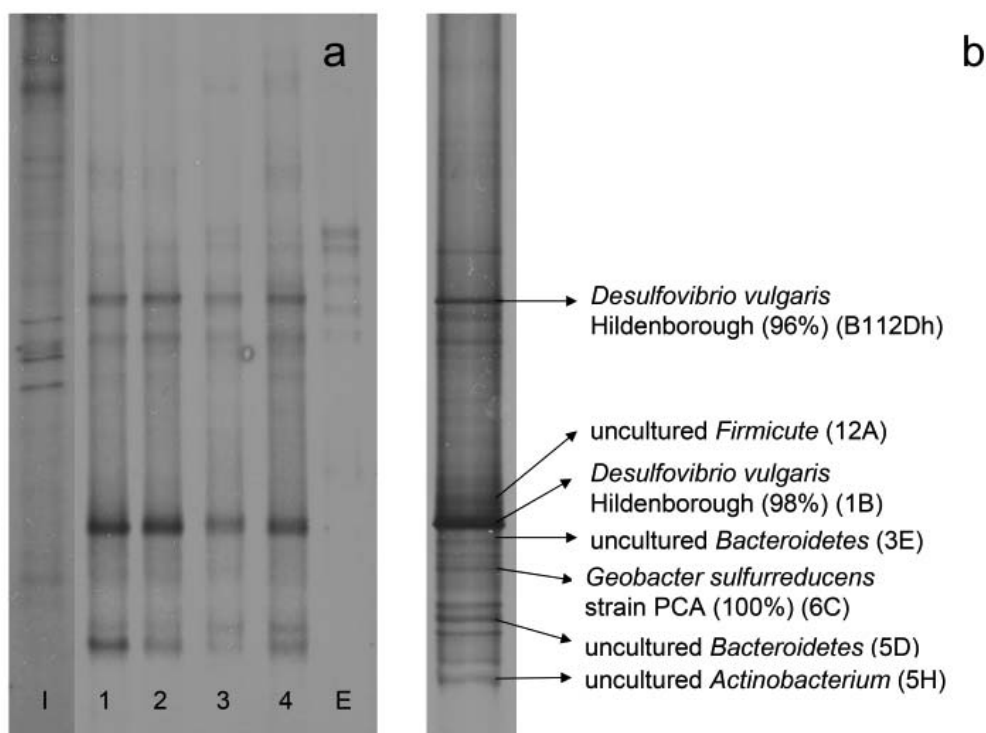 a
b
I 1 2 3 4 E
Desulfovibrio vulgaris
Hildenborough (96%) (B112Dh)
uncultured Firmicute (12A)
Desulfovibrio vulgaris
Hildenborough (98%) (1B)
uncultured Bacteroidetes (3E)
Geobacter sulfurreducens
strain PCA (100%) (6C)
uncultured Bacteroidetes (5D)
uncultured Actinobacterium (5H)